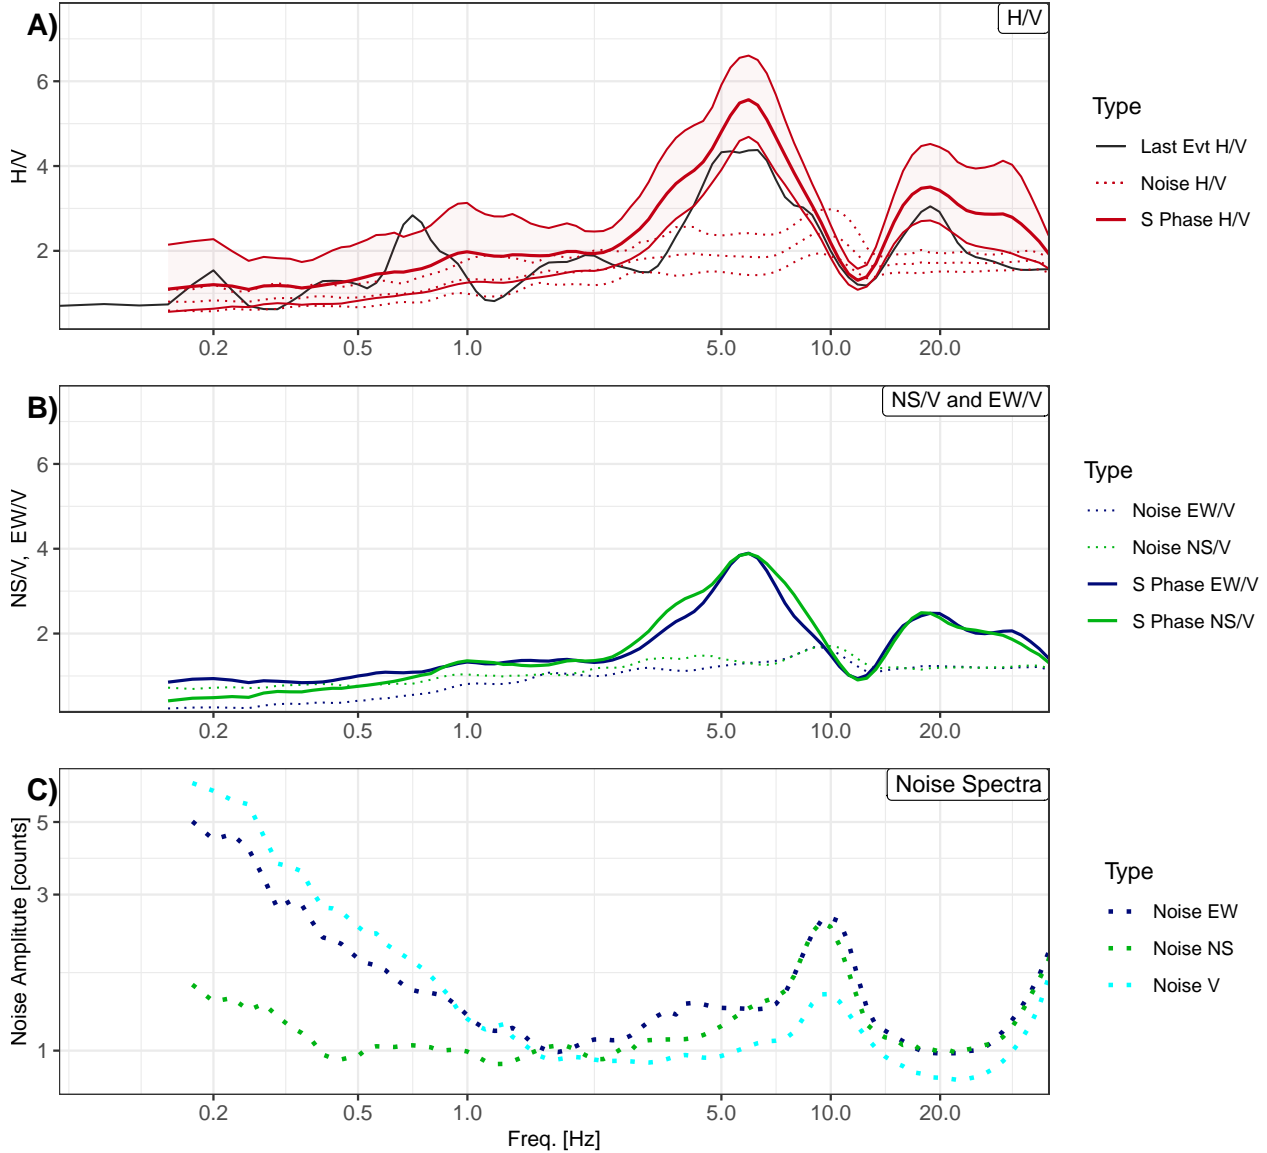 A)
H/V
6
4
2
H/V
0.2 0.5 1.0 5.0 10.0 20.0
Type
Last Evt H/V
Noise H/V
S Phase H/V
B)
NS/V and EW/V
6
4
2
NS/V, EW/V
0.2 0.5 1.0 5.0 10.0 20.0
Type
Noise EW/V
Noise NS/V
S Phase EW/V
S Phase NS/V
C)
Noise Spectra
5
3
1
Noise Amplitude [counts]
0.2 0.5 1.0 5.0 10.0 20.0
Freq. [Hz]
Type
Noise EW
Noise NS
Noise V